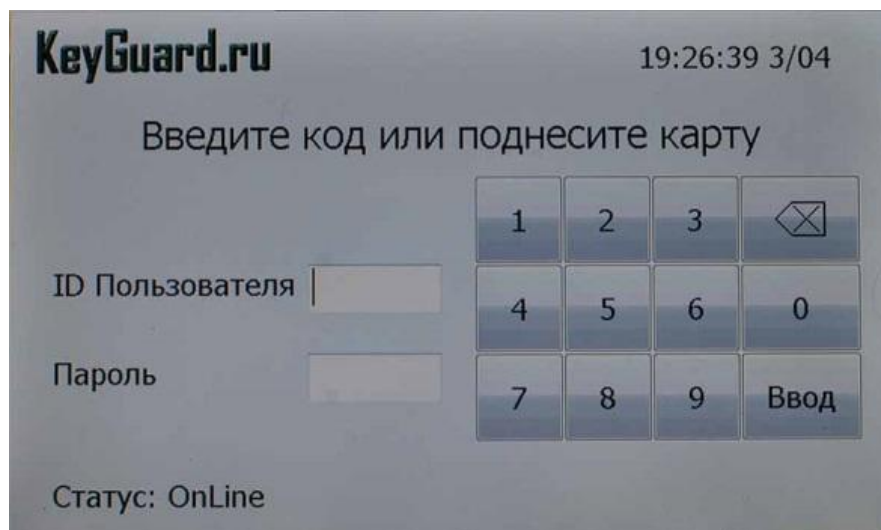 KeyGuard.ru
19:26:39 3/04
Введите код или поднесите карту
1 2 3
ID Пользователя
4 5 6 0
Пароль
7 8 9 Ввод
Статус: OnLine